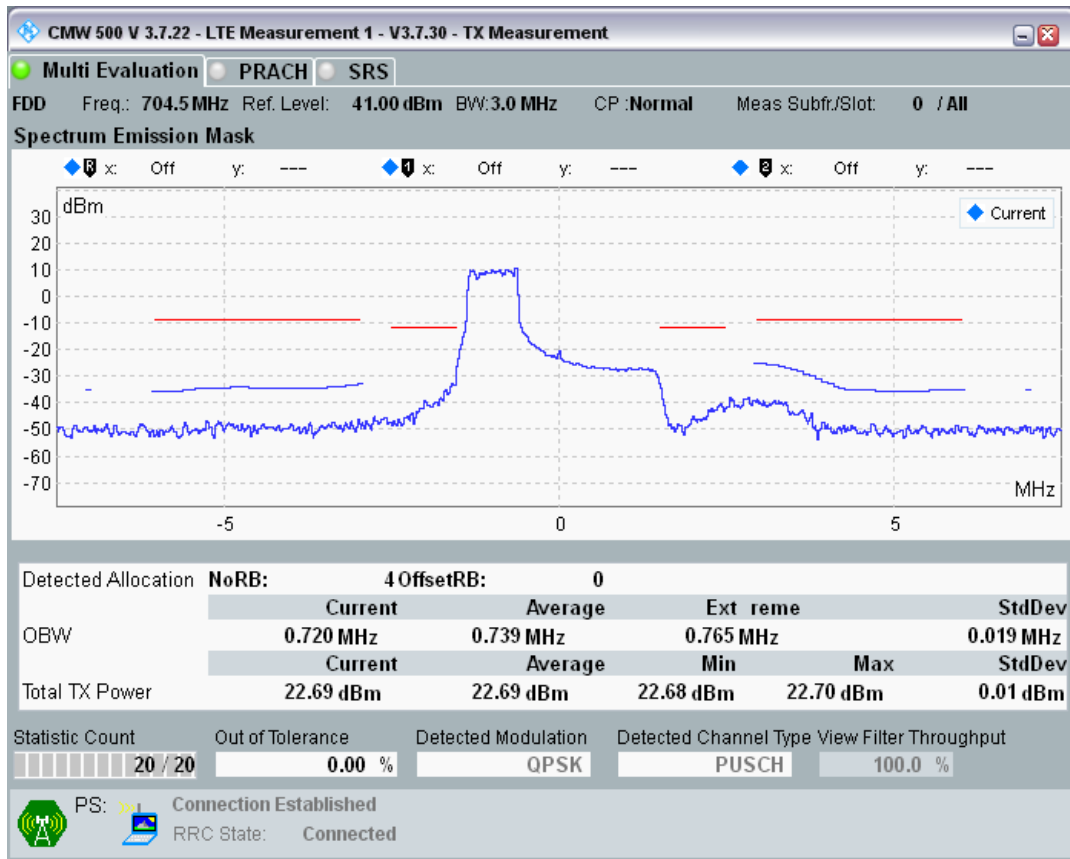 CMW 500 V 3.7.22 - LTE Measurement 1 - V3.7.30 - TX Measurement
Multi Evaluation PRACH SRS
FDD Freq.: 704.5 MHz Ref. Level: 41.00 dBm BW: 3.0 MHz CP :Normal Meas Subfr./Slot: 0 / All
Spectrum Emission Mask
R x: Off y: --- 1 x: Off y: --- 2 x: Off y: ---
dBm
Current
30
20
10
0
-10
-20
-30
-40
-50
-60
-70
MHz
-5 0 5
Detected Allocation NoRB: 4 OffsetRB: 0
Current Average Ext reme StdDev
OBW 0.720 MHz 0.739 MHz 0.765 MHz 0.019 MHz
Current Average Min Max StdDev
Total TX Power 22.69 dBm 22.69 dBm 22.68 dBm 22.70 dBm 0.01 dBm
Statistic Count Out of Tolerance Detected Modulation Detected Channel Type View Filter Throughput
20 / 20 0.00 % QPSK PUSCH 100.0 %
PS: Connection Established
RRC State: Connected